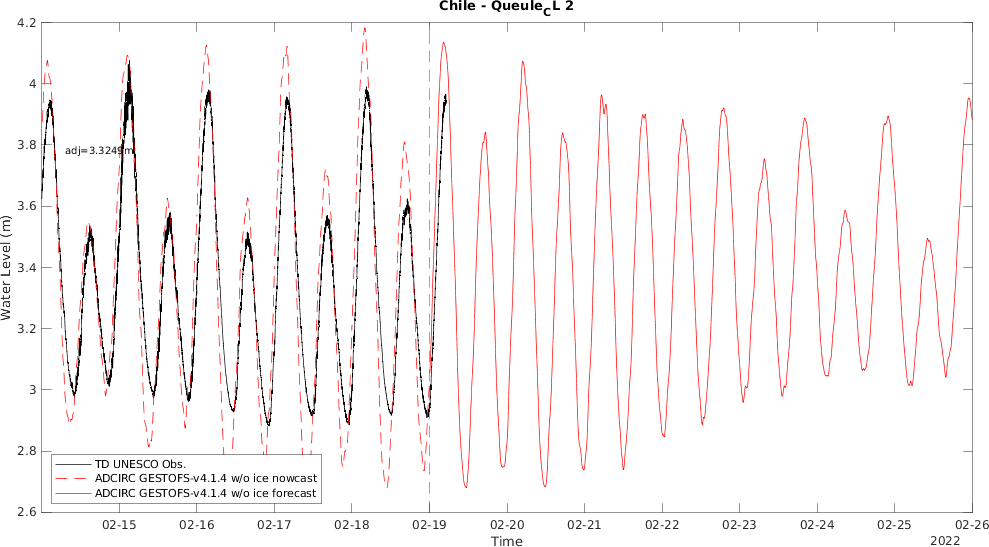 Chile - QueuleCL 2
4.2
4
3.8
3.6
3.4
3.2
3
2.8
2.6
Water Level (m)
adj=3.3249m
TD UNESCO Obs.
ADCIRC GESTOFS-v4.1.4 w/o ice nowcast
ADCIRC GESTOFS-v4.1.4 w/o ice forecast
02-15 02-16 02-17 02-18 02-19 02-20 02-21 02-22 02-23 02-24 02-25 02-26
Time
2022